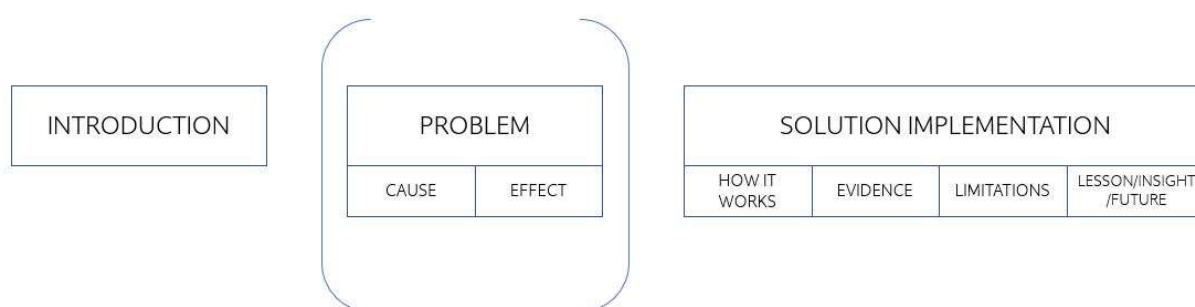 INTRODUCTION
PROBLEM
CAUSE
EFFECT
SOLUTION IMPLEMENTATION
HOW IT
WORKS
EVIDENCE
LIMITATIONS
LESSON/INSIGHT
/FUTURE